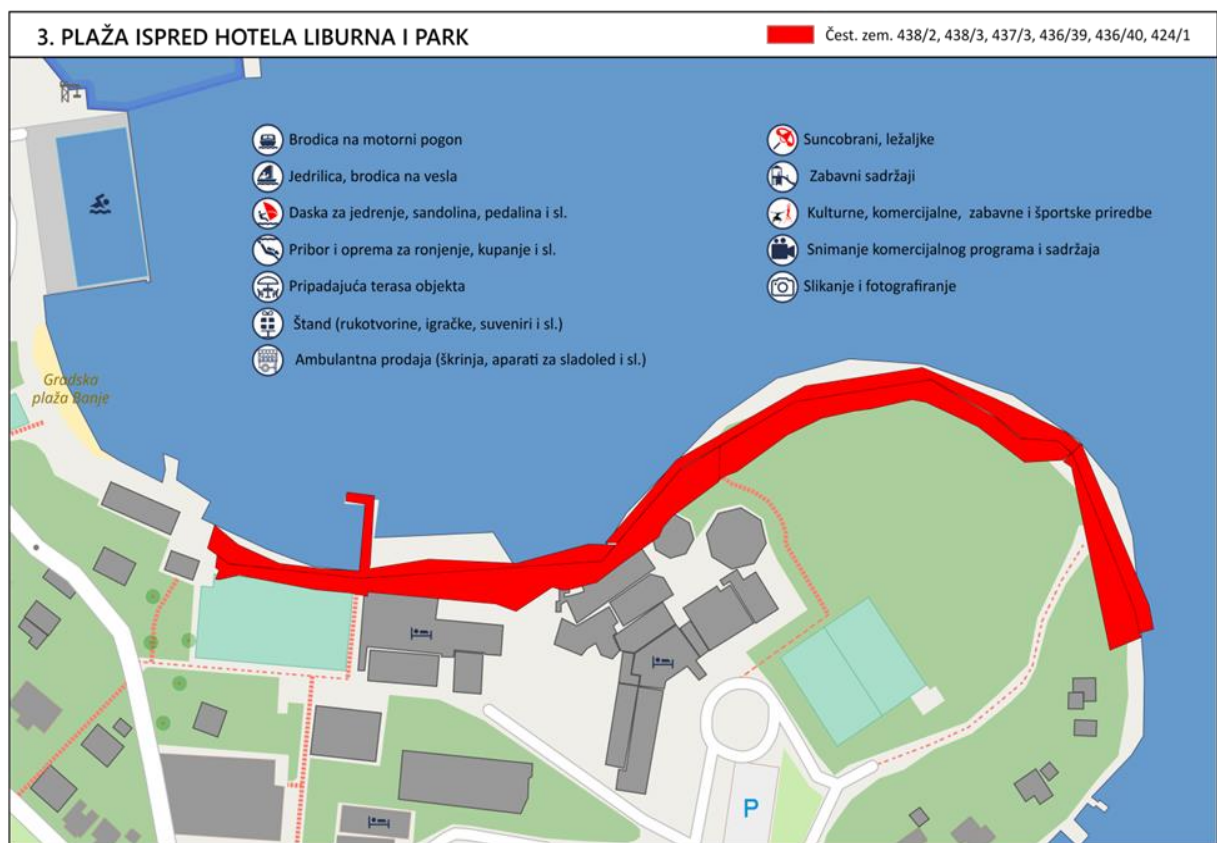 3. PLAŽA ISPRED HOTELA LIBURNA I PARK
Čest. zem. 438/2, 438/3, 437/3, 436/39, 436/40, 424/1
Brodica na motorni pogon
Jedrilica, brodica na vesla
Daska za jedrenje, sandolina, pedalina i sl.
Pribor i oprema za ronjenje, kupanje i sl.
Pripadajuća terasa objekta
Štand (rukotvorine, igračke, suveniri i sl.)
Ambulantna prodaja (škrinja, aparati za sladoled i sl.)
Suncobrani, ležaljke
Zabavni sadržaji
Kulturne, komercijalne, zabavne i športske priredbe
Snimanje komercijalnog programa i sadržaja
Slikanje i fotografiranje
Gradska
plaža Banje
P